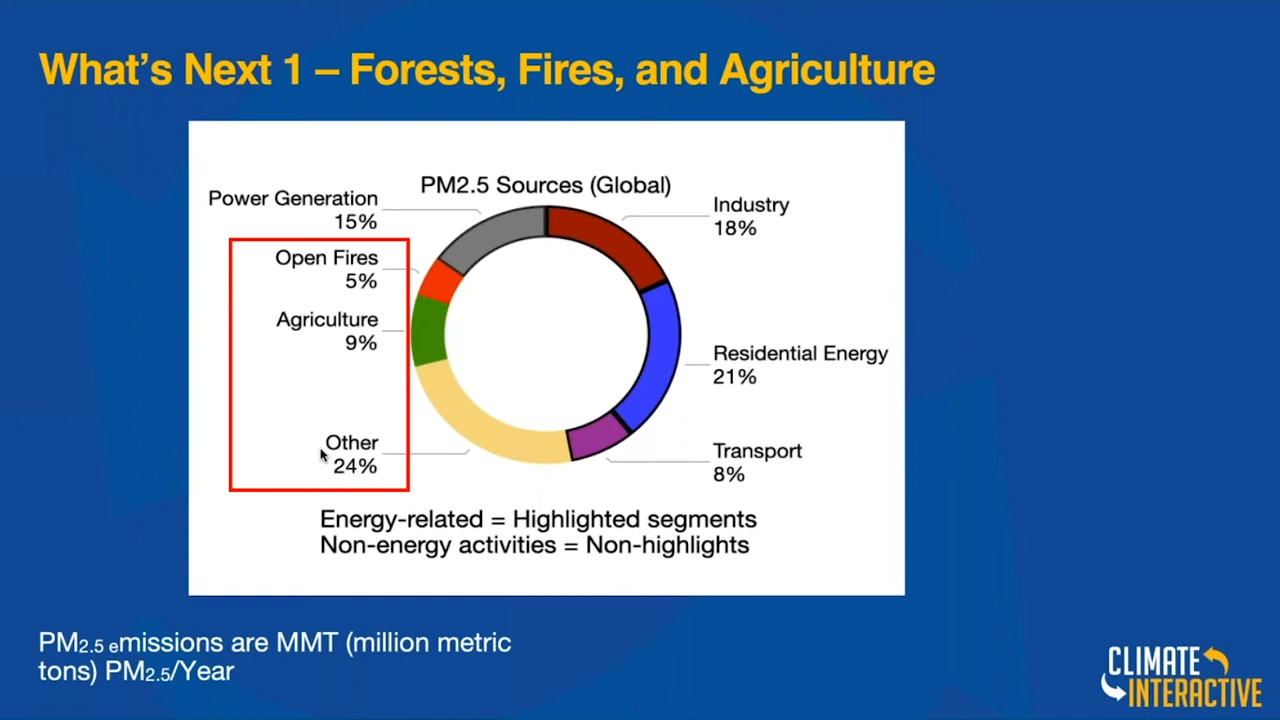 What's Next 1 – Forests, Fires, and Agriculture
PM2.5 Sources (Global)
Power Generation
15%
Open Fires
5%
Agriculture
9%
Other
24%
Industry
18%
Residential Energy
21%
Transport
8%
Energy-related = Highlighted segments
Non-energy activities = Non-highlights
PM2.5 emissions are MMT (million metric
tons) PM2.5/Year
CLIMATE
INTERACTIVE